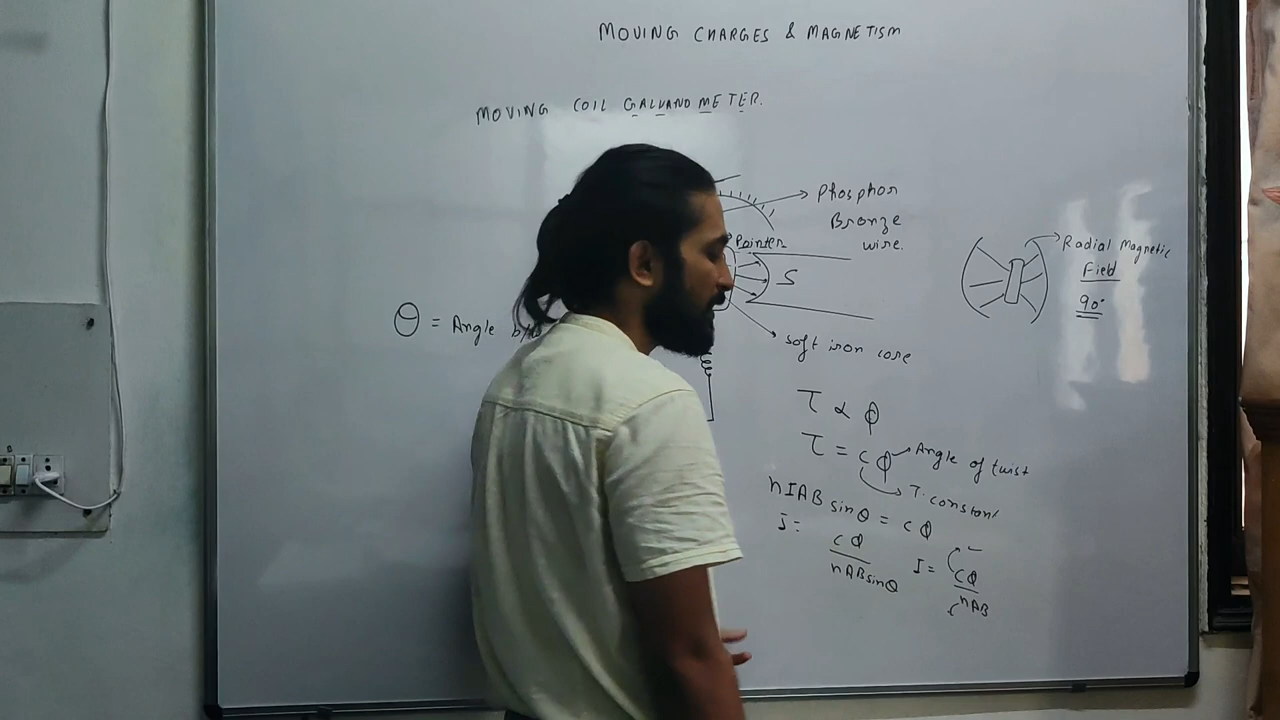 MOVING CHARGES & MAGNETISM
MOVING COIL GALVANOMETER.
Phosphor
Bronze
wire.
Pointer
S
Radial Magnetic
Field
90°
θ = Angle
soft iron core
τ α ϕ
τ = cϕ
Angle of twist
T. constant
nIAB sinθ = cϕ
I =
cϕ
nABsinθ
I = cϕ
nAB